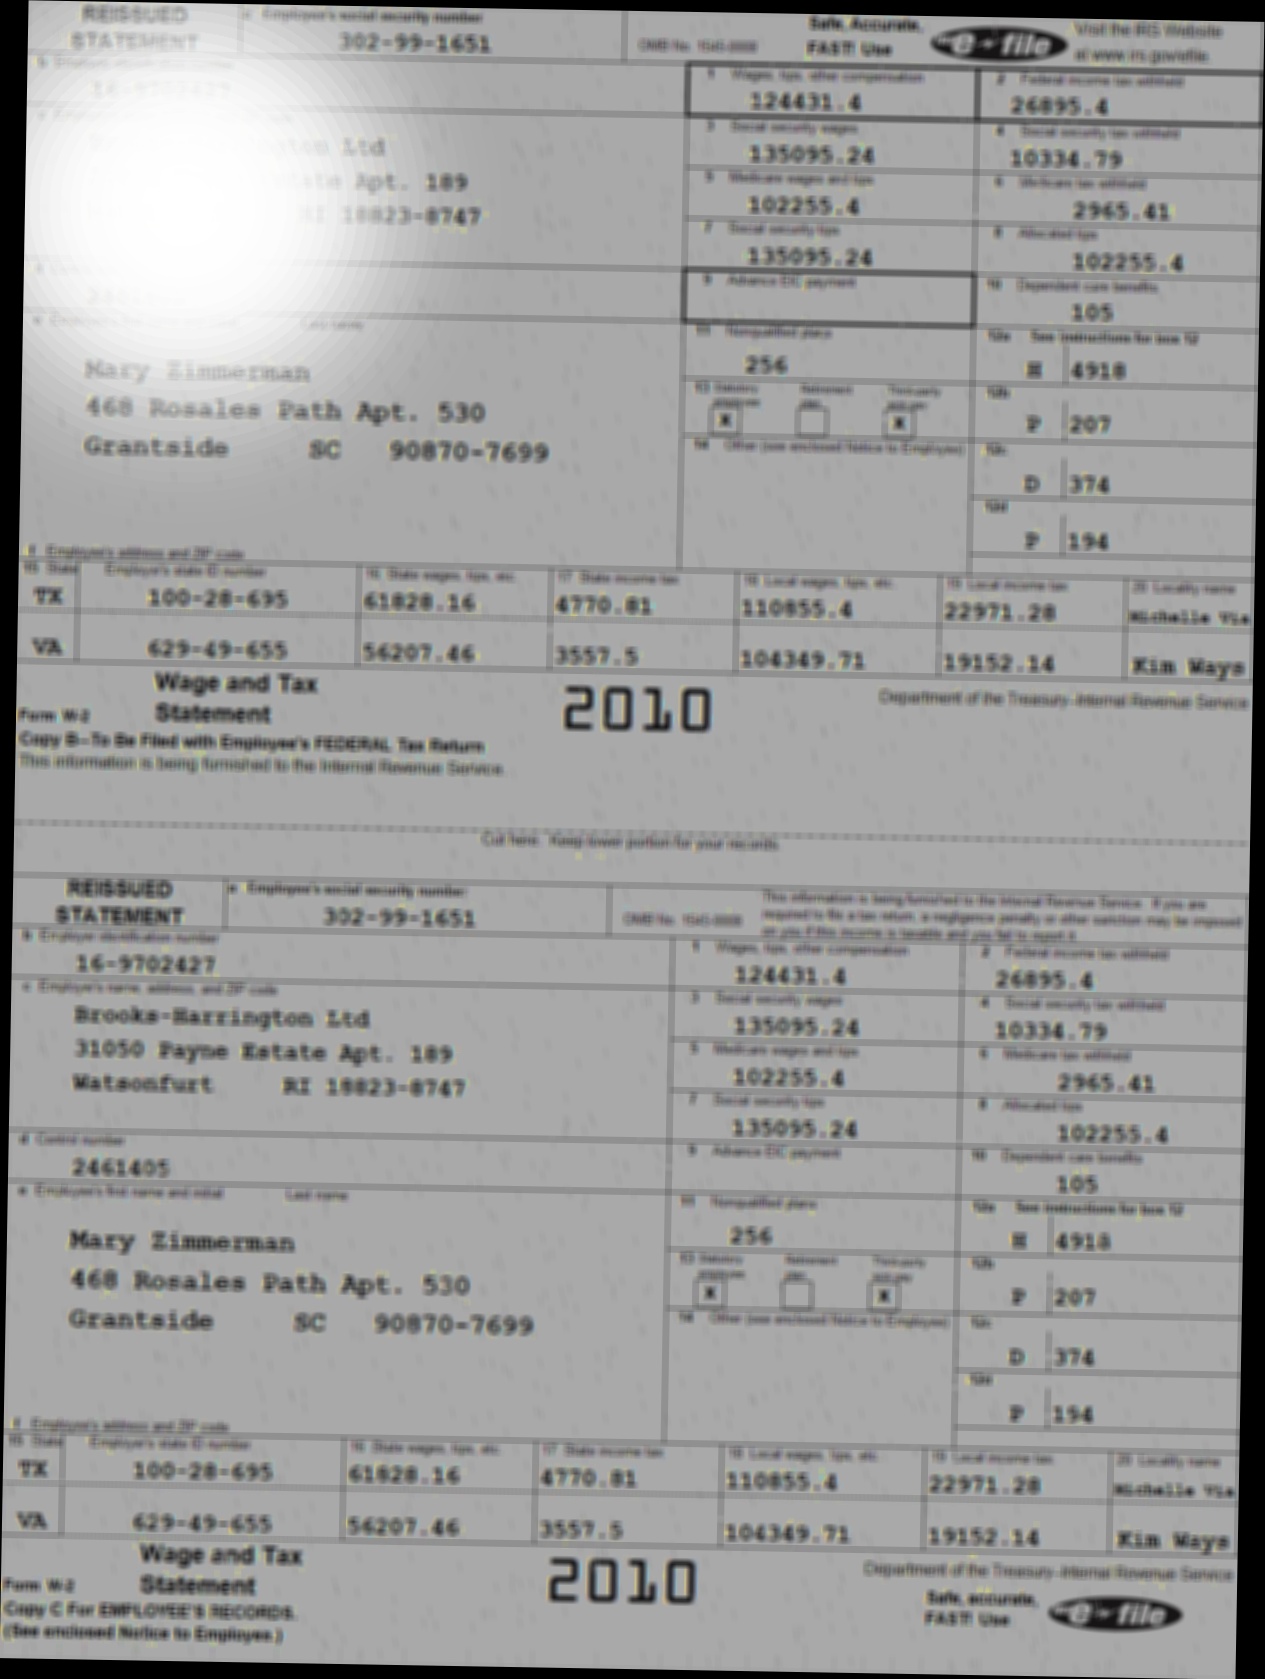 REISSUED
STATEMENT
Employee's social security number
302-99-1651
OMB No. 1545-0008
Safe, Accurate,
FAST! Use
e-file
Visit the IRS Website
at www.irs.gov/efile.
1 Wages, tips, other compensation
124431.4
2 Federal income tax withheld
26895.4
3 Social security wages
135095.24
4 Social security tax withheld
10334.79
5 Medicare wages and tips
102255.4
6 Medicare tax withheld
2965.41
7 Social security tips
135095.24
8 Allocated tips
102255.4
9 Advance EIC payment
10 Dependent care benefits
105
Ltd
Apt. 189
RI 18823-8747
Last name
Mary Zimmerman
468 Rosales Path Apt. 530
Grantside SC 90870-7699
11 Nonqualified plans
256
12a See instructions for box 12
H 4918
13 Statutory employee
Retirement plan
Third-party sick pay
X X
12b
P 207
14 Other (see enclosed Notice to Employee)
12c
D 374
12d
P 194
f Employee's address and ZIP code
15 State Employer's state ID number 16 State wages, tips, etc. 17 State income tax 18 Local wages, tips, etc. 19 Local income tax 20 Locality name
TX 100-28-695 61828.16 4770.81 110855.4 22971.28 Michelle
VA 629-49-655 56207.46 3557.5 104349.71 19152.14 Kim Mays
Wage and Tax
Statement
Form W-2
2010
Department of the Treasury-Internal Revenue Service
Copy B-To Be Filed with Employee's FEDERAL Tax Return
This information is being furnished to the Internal Revenue Service.
Cut here. Keep lower portion for your records.
REISSUED
STATEMENT
Employee's social security number
302-99-1651
OMB No. 1545-0008
This information is being furnished to the Internal Revenue Service. If you are
required to file a tax return, a negligence penalty or other sanction may be imposed
on you if this income is taxable and you fail to report it.
b Employer identification number
16-9702427
1 Wages, tips, other compensation
124431.4
2 Federal income tax withheld
26895.4
c Employer's name, address, and ZIP code
Brooks-Harrington Ltd
31050 Payne Estate Apt. 189
Watsonfurt RI 18823-8747
3 Social security wages
135095.24
4 Social security tax withheld
10334.79
5 Medicare wages and tips
102255.4
6 Medicare tax withheld
2965.41
7 Social security tips
135095.24
8 Allocated tips
102255.4
d Control number
2461405
9 Advance EIC payment
10 Dependent care benefits
105
e Employee's first name and initial Last name
Mary Zimmerman
468 Rosales Path Apt. 530
Grantside SC 90870-7699
11 Nonqualified plans
256
12a See instructions for box 12
H 4918
13 Statutory employee
Retirement plan
Third-party sick pay
X X
12b
P 207
14 Other (see enclosed Notice to Employee)
12c
D 374
12d
P 194
f Employee's address and ZIP code
15 State Employer's state ID number 16 State wages, tips, etc. 17 State income tax 18 Local wages, tips, etc. 19 Local income tax 20 Locality name
TX 100-28-695 61828.16 4770.81 110855.4 22971.28 Michelle
VA 629-49-655 56207.46 3557.5 104349.71 19152.14 Kim Mays
Wage and Tax
Statement
Form W-2
2010
Department of the Treasury-Internal Revenue Service
Copy C For EMPLOYEE'S RECORDS.
(See enclosed Notice to Employee.)
Safe, accurate,
FAST! Use
e-file